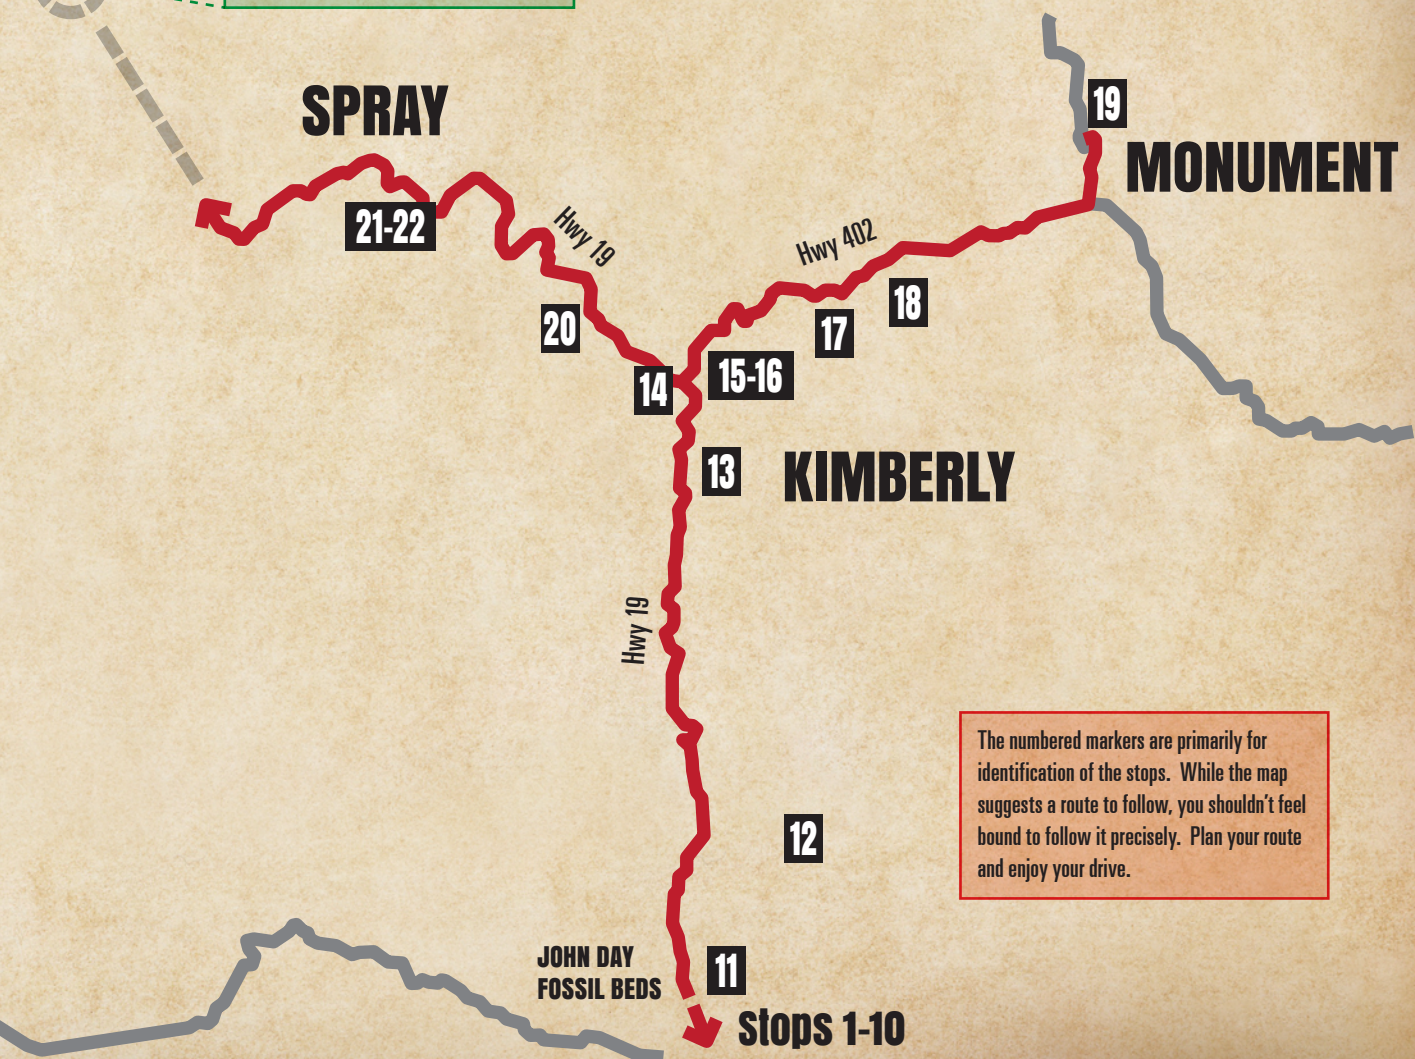 SPRAY
19
MONUMENT
21-22
Hwy 19
Hwy 402
20
18
17
14
15-16
13
KIMBERLY
Hwy 19
The numbered markers are primarily for
identification of the stops.  While the map
suggests a route to follow, you shouldn't feel
bound to follow it precisely.  Plan your route
and enjoy your drive.
12
JOHN DAY
FOSSIL BEDS
11
Stops 1-10